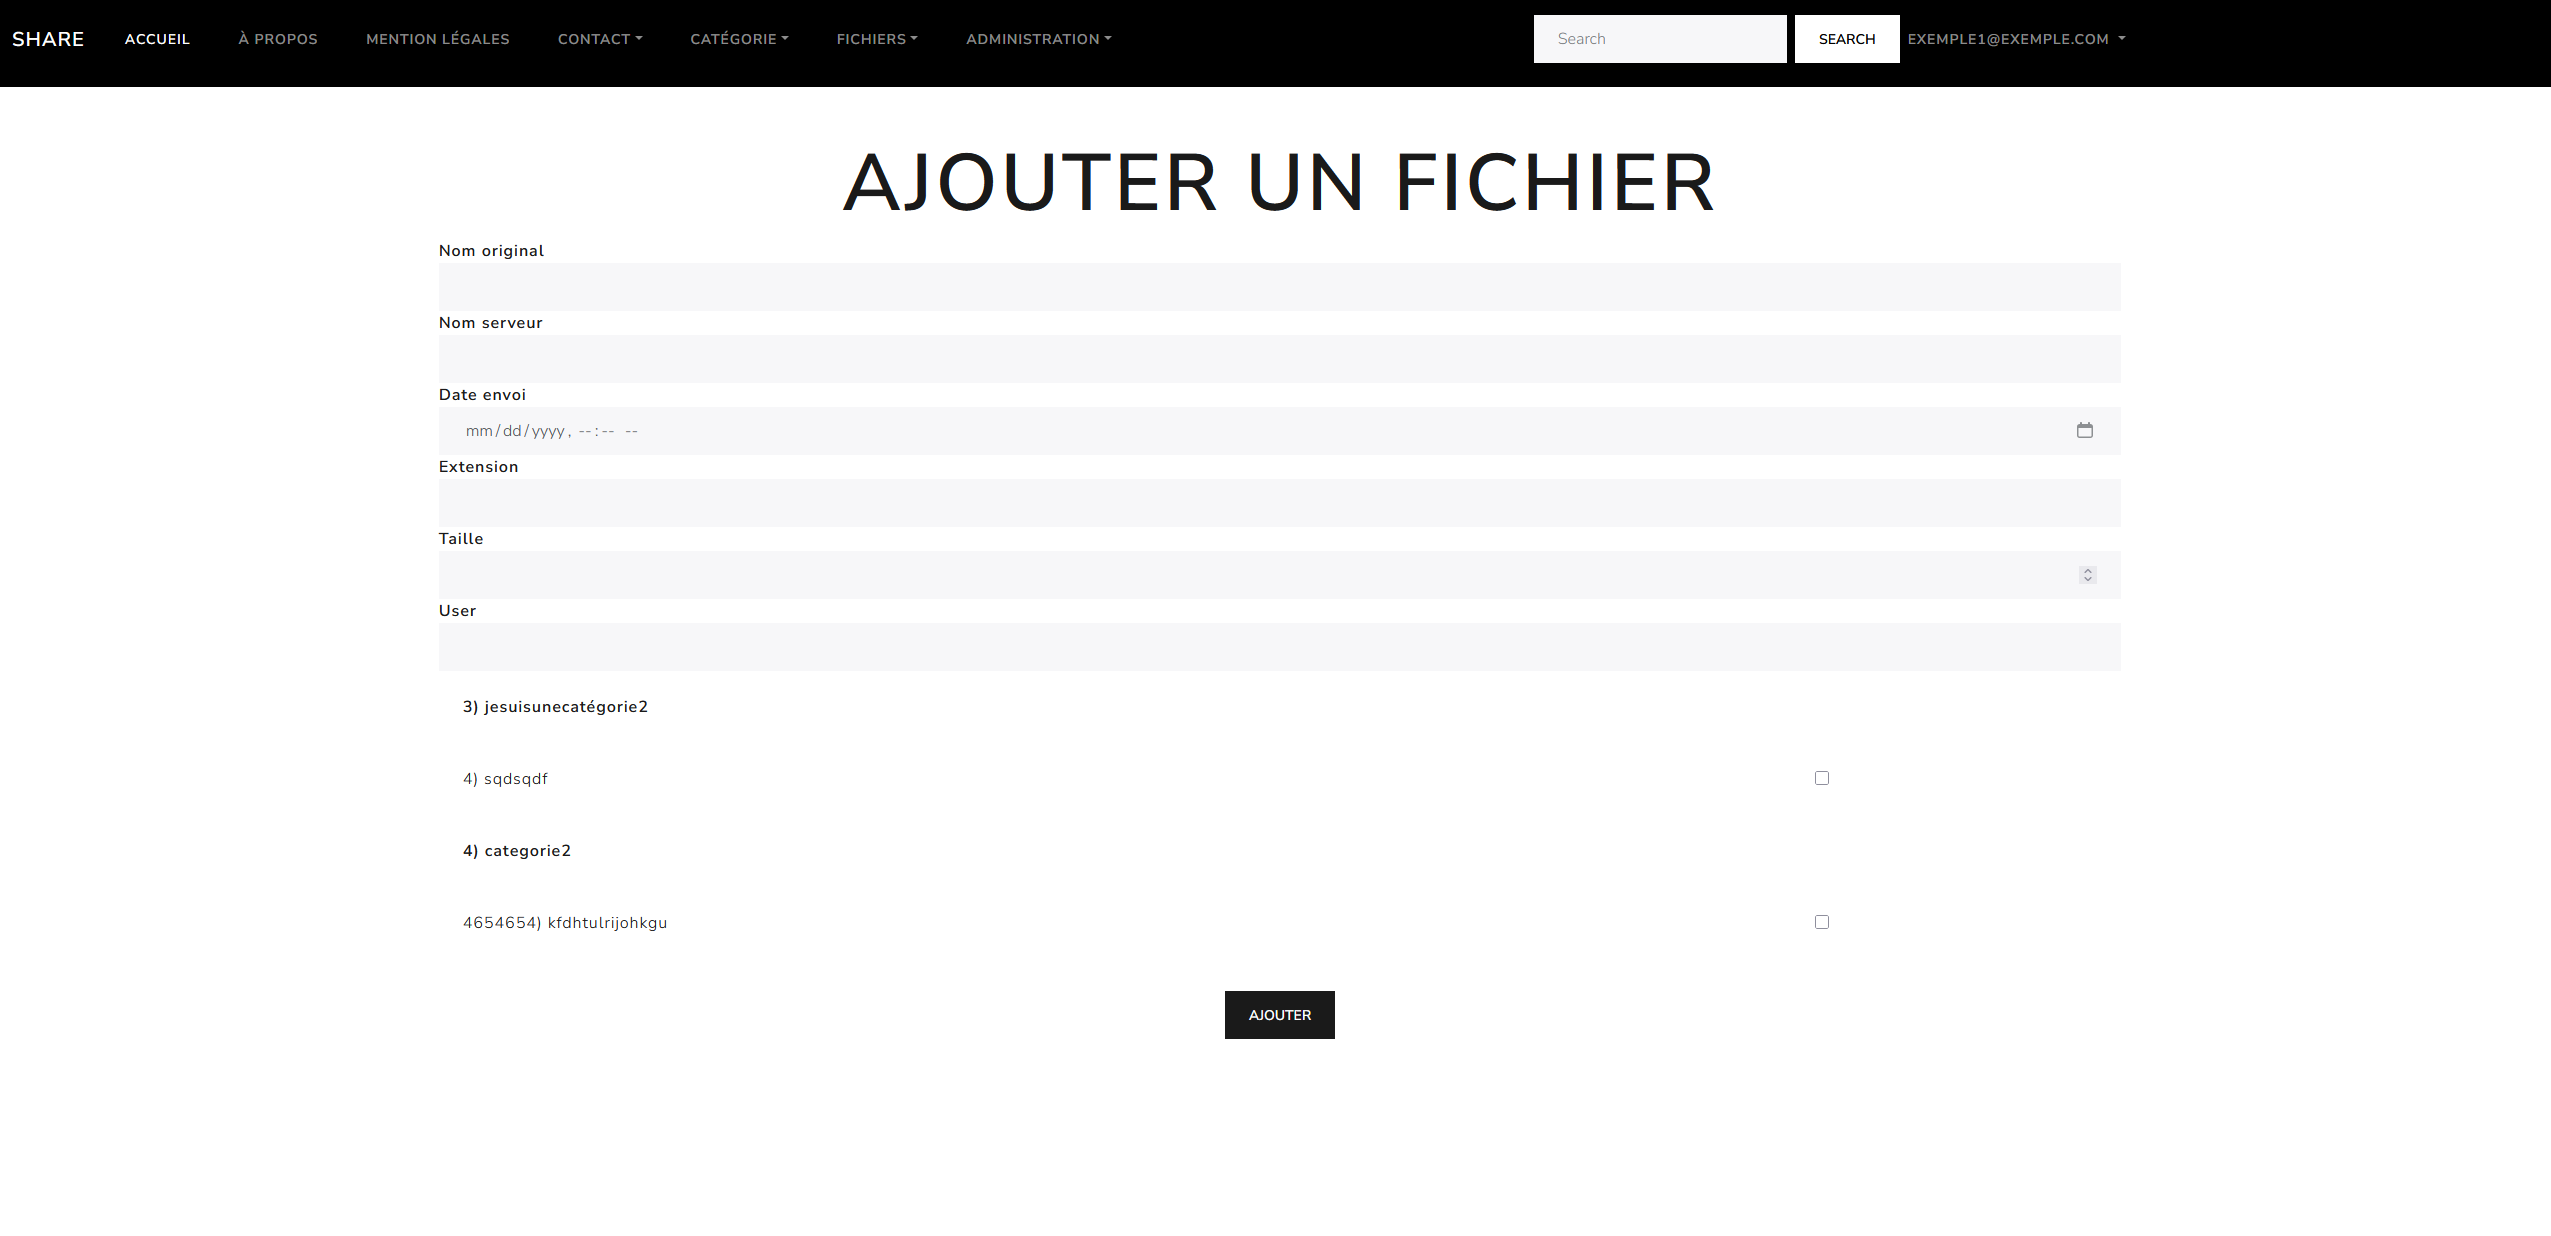 SHARE ACCUEIL À PROPOS MENTION LÉGALES CONTACT CATÉGORIE FICHIERS ADMINISTRATION Search SEARCH EXEMPLE1@EXEMPLE.COM
AJOUTER UN FICHIER
Nom original
Nom serveur
Date envoi
mm/dd/yyyy, --:-- --
Extension
Taille
User
3) jesuisunecatégorie2
4) sqdsqdf
4) categorie2
4654654) kfdhtulrijohkgu
AJOUTER